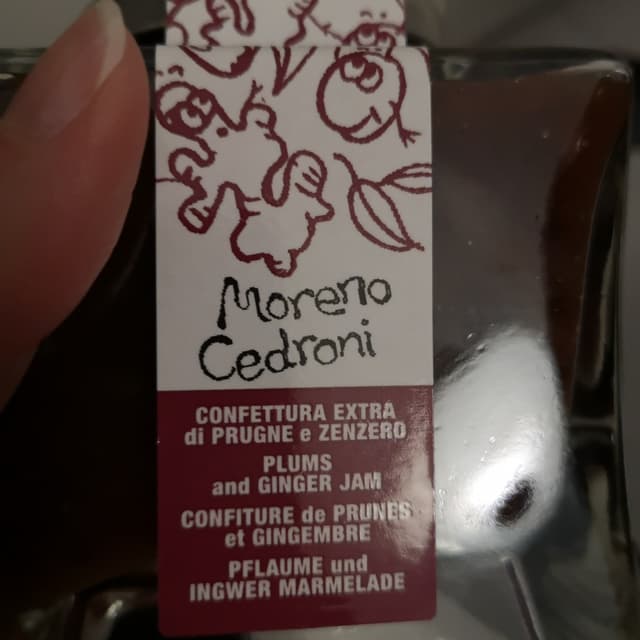 Moreno
Cedroni
CONFETTURA EXTRA
di PRUGNE e ZENZERO
PLUMS
and GINGER JAM
CONFITURE de PRUNES
et GINGEMBRE
PFLAUME und
INGWER MARMELADE